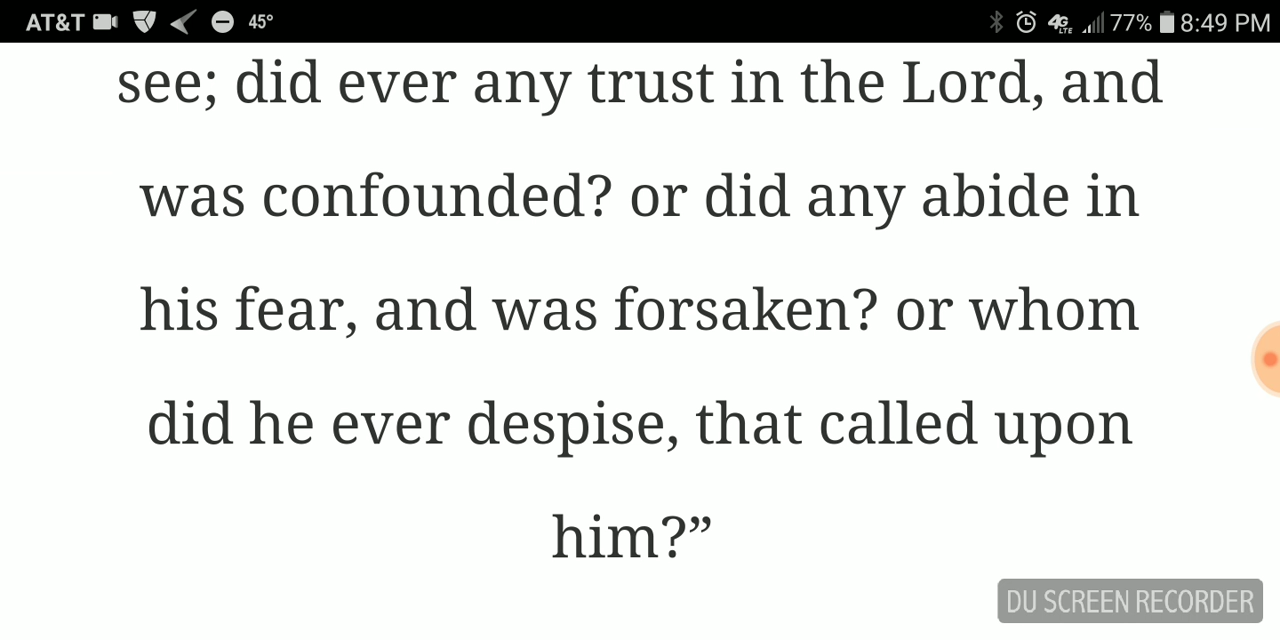 AT&T 45° 4G LTE 77% 8:49 PM
see; did ever any trust in the Lord, and
was confounded? or did any abide in
his fear, and was forsaken? or whom
did he ever despise, that called upon
him?”
DU SCREEN RECORDER